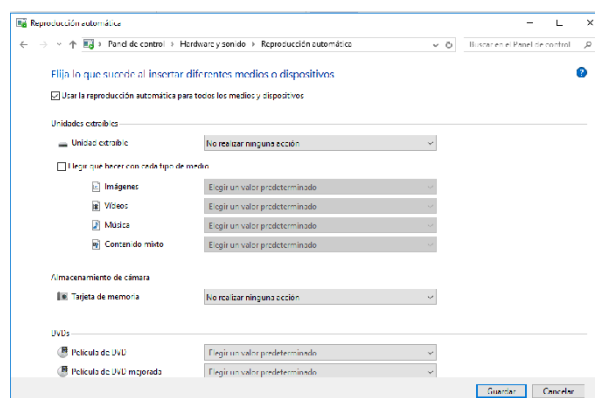 Reproducción automática
Panel de control > Hardware y sonido > Reproducción automática
Buscar en el Panel de control
Elija lo que sucede al insertar diferentes medios o dispositivos
Usar la reproducción automática para todos los medios y dispositivos
Unidades extraíbles
Unidad extraíble No realizar ninguna acción
Elegir que hacer con cada tipo de medio
Imágenes Elegir un valor predeterminado
Vídeos Elegir un valor predeterminado
Música Elegir un valor predeterminado
Contenido mixto Elegir un valor predeterminado
Almacenamiento de cámara
Tarjeta de memoria No realizar ninguna acción
DVDs
Película de DVD Elegir un valor predeterminado
Película de DVD mejorada Elegir un valor predeterminado
Guardar Cancelar